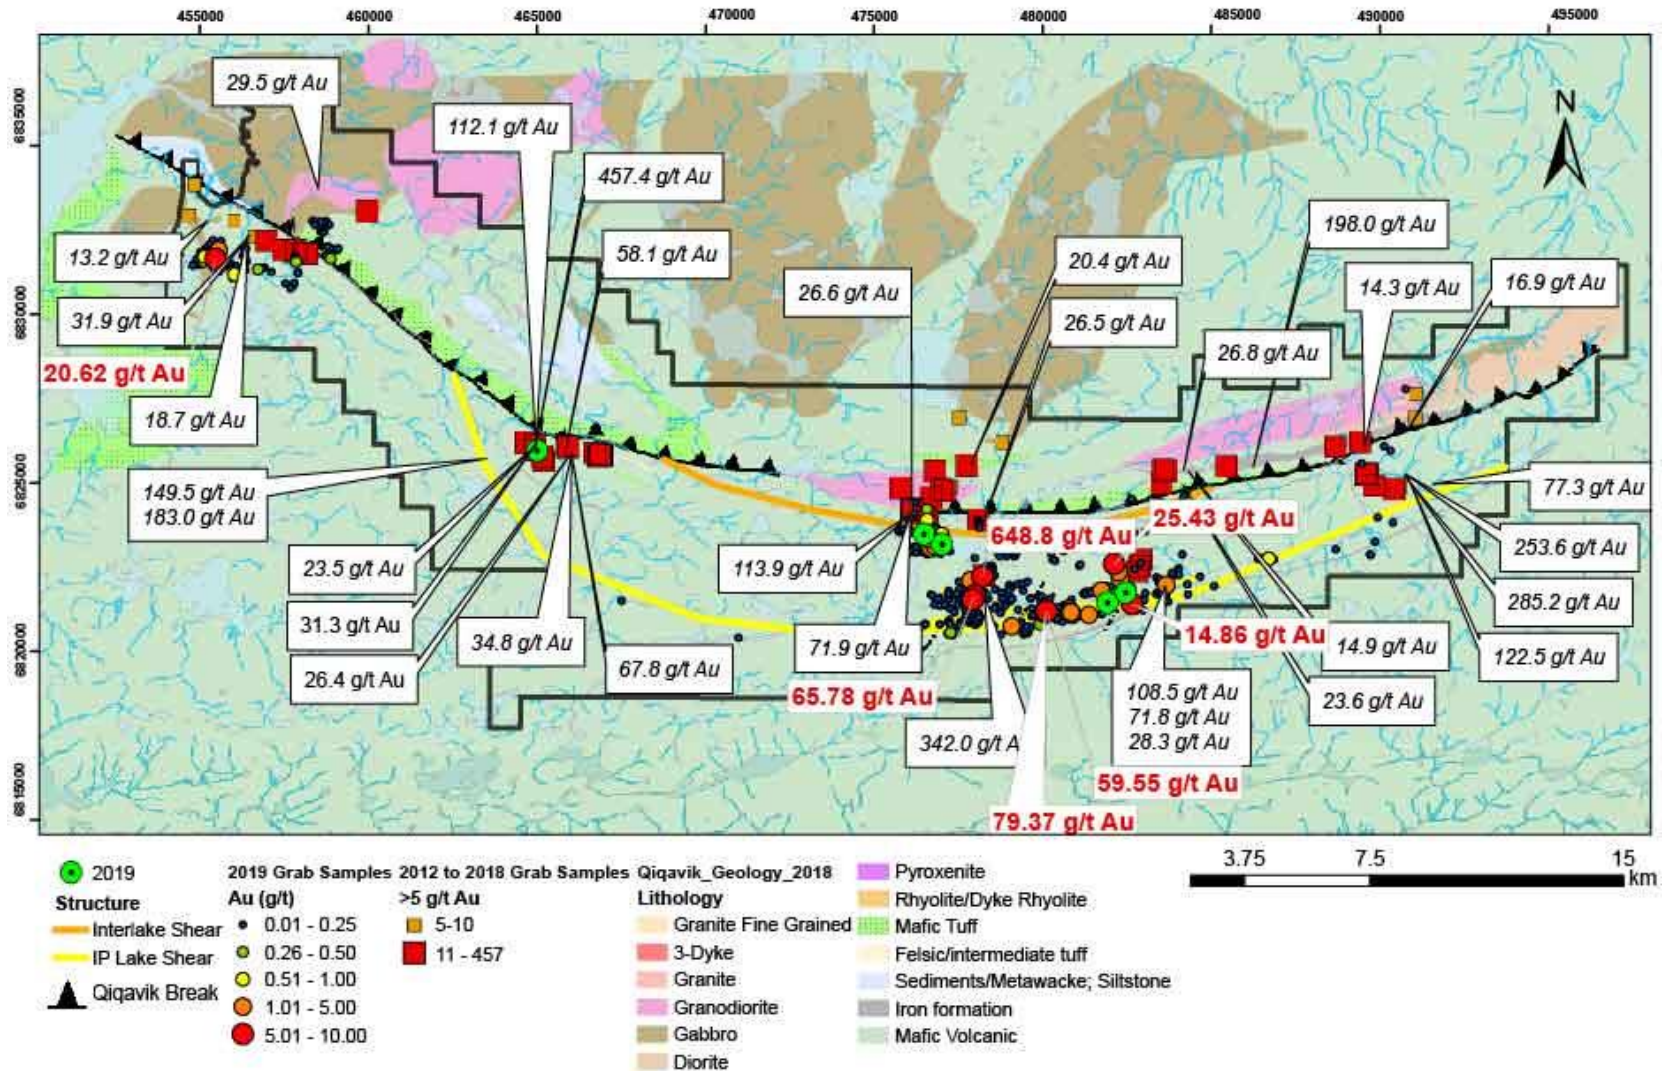 455000 460000 465000 470000 475000 480000 485000 490000 495000
6835000
6830000
6825000
6820000
6815000
N
29.5 g/t Au
112.1 g/t Au
457.4 g/t Au
58.1 g/t Au
198.0 g/t Au
13.2 g/t Au
26.6 g/t Au
20.4 g/t Au
14.3 g/t Au
16.9 g/t Au
31.9 g/t Au
26.5 g/t Au
26.8 g/t Au
20.62 g/t Au
18.7 g/t Au
149.5 g/t Au
183.0 g/t Au
77.3 g/t Au
648.8 g/t Au
25.43 g/t Au
23.5 g/t Au
113.9 g/t Au
253.6 g/t Au
285.2 g/t Au
31.3 g/t Au
34.8 g/t Au
71.9 g/t Au
14.86 g/t Au
14.9 g/t Au
122.5 g/t Au
26.4 g/t Au
67.8 g/t Au
65.78 g/t Au
108.5 g/t Au
71.8 g/t Au
28.3 g/t Au
23.6 g/t Au
342.0 g/t A
59.55 g/t Au
79.37 g/t Au
2019
Structure
Interlake Shear
IP Lake Shear
Qiqavik Break
2019 Grab Samples
Au (g/t)
0.01 - 0.25
0.26 - 0.50
0.51 - 1.00
1.01 - 5.00
5.01 - 10.00
2012 to 2018 Grab Samples
>5 g/t Au
5-10
11 - 457
Qiqavik_Geology_2018
Lithology
Granite Fine Grained
3-Dyke
Granite
Granodiorite
Gabbro
Diorite
Pyroxenite
Rhyolite/Dyke Rhyolite
Mafic Tuff
Felsic/intermediate tuff
Sediments/Metawacke; Siltstone
Iron formation
Mafic Volcanic
3.75 7.5 15
km